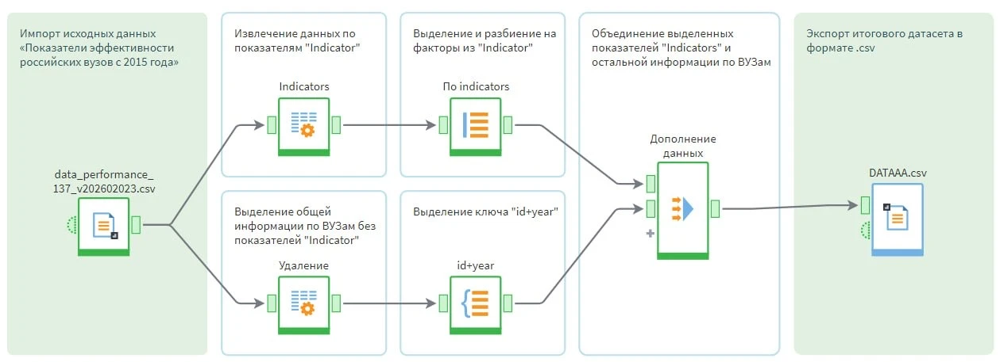 Импорт исходных данных
«Показатели эффективности
российских вузов с 2015 года»
data_performance_
137_v202602023.csv
Извлечение данных по
показателям "Indicator"
Indicators
Выделение и разбиение на
факторы из "Indicator"
По indicators
Выделение общей
информации по ВУЗам без
показателей "Indicator"
Удаление
Выделение ключа "id+year"
id+year
Объединение выделенных
показателей "Indicators" и
остальной информации по ВУЗам
Дополнение
данных
Экспорт итогового датасета в
формате .csv
DATAAA.csv